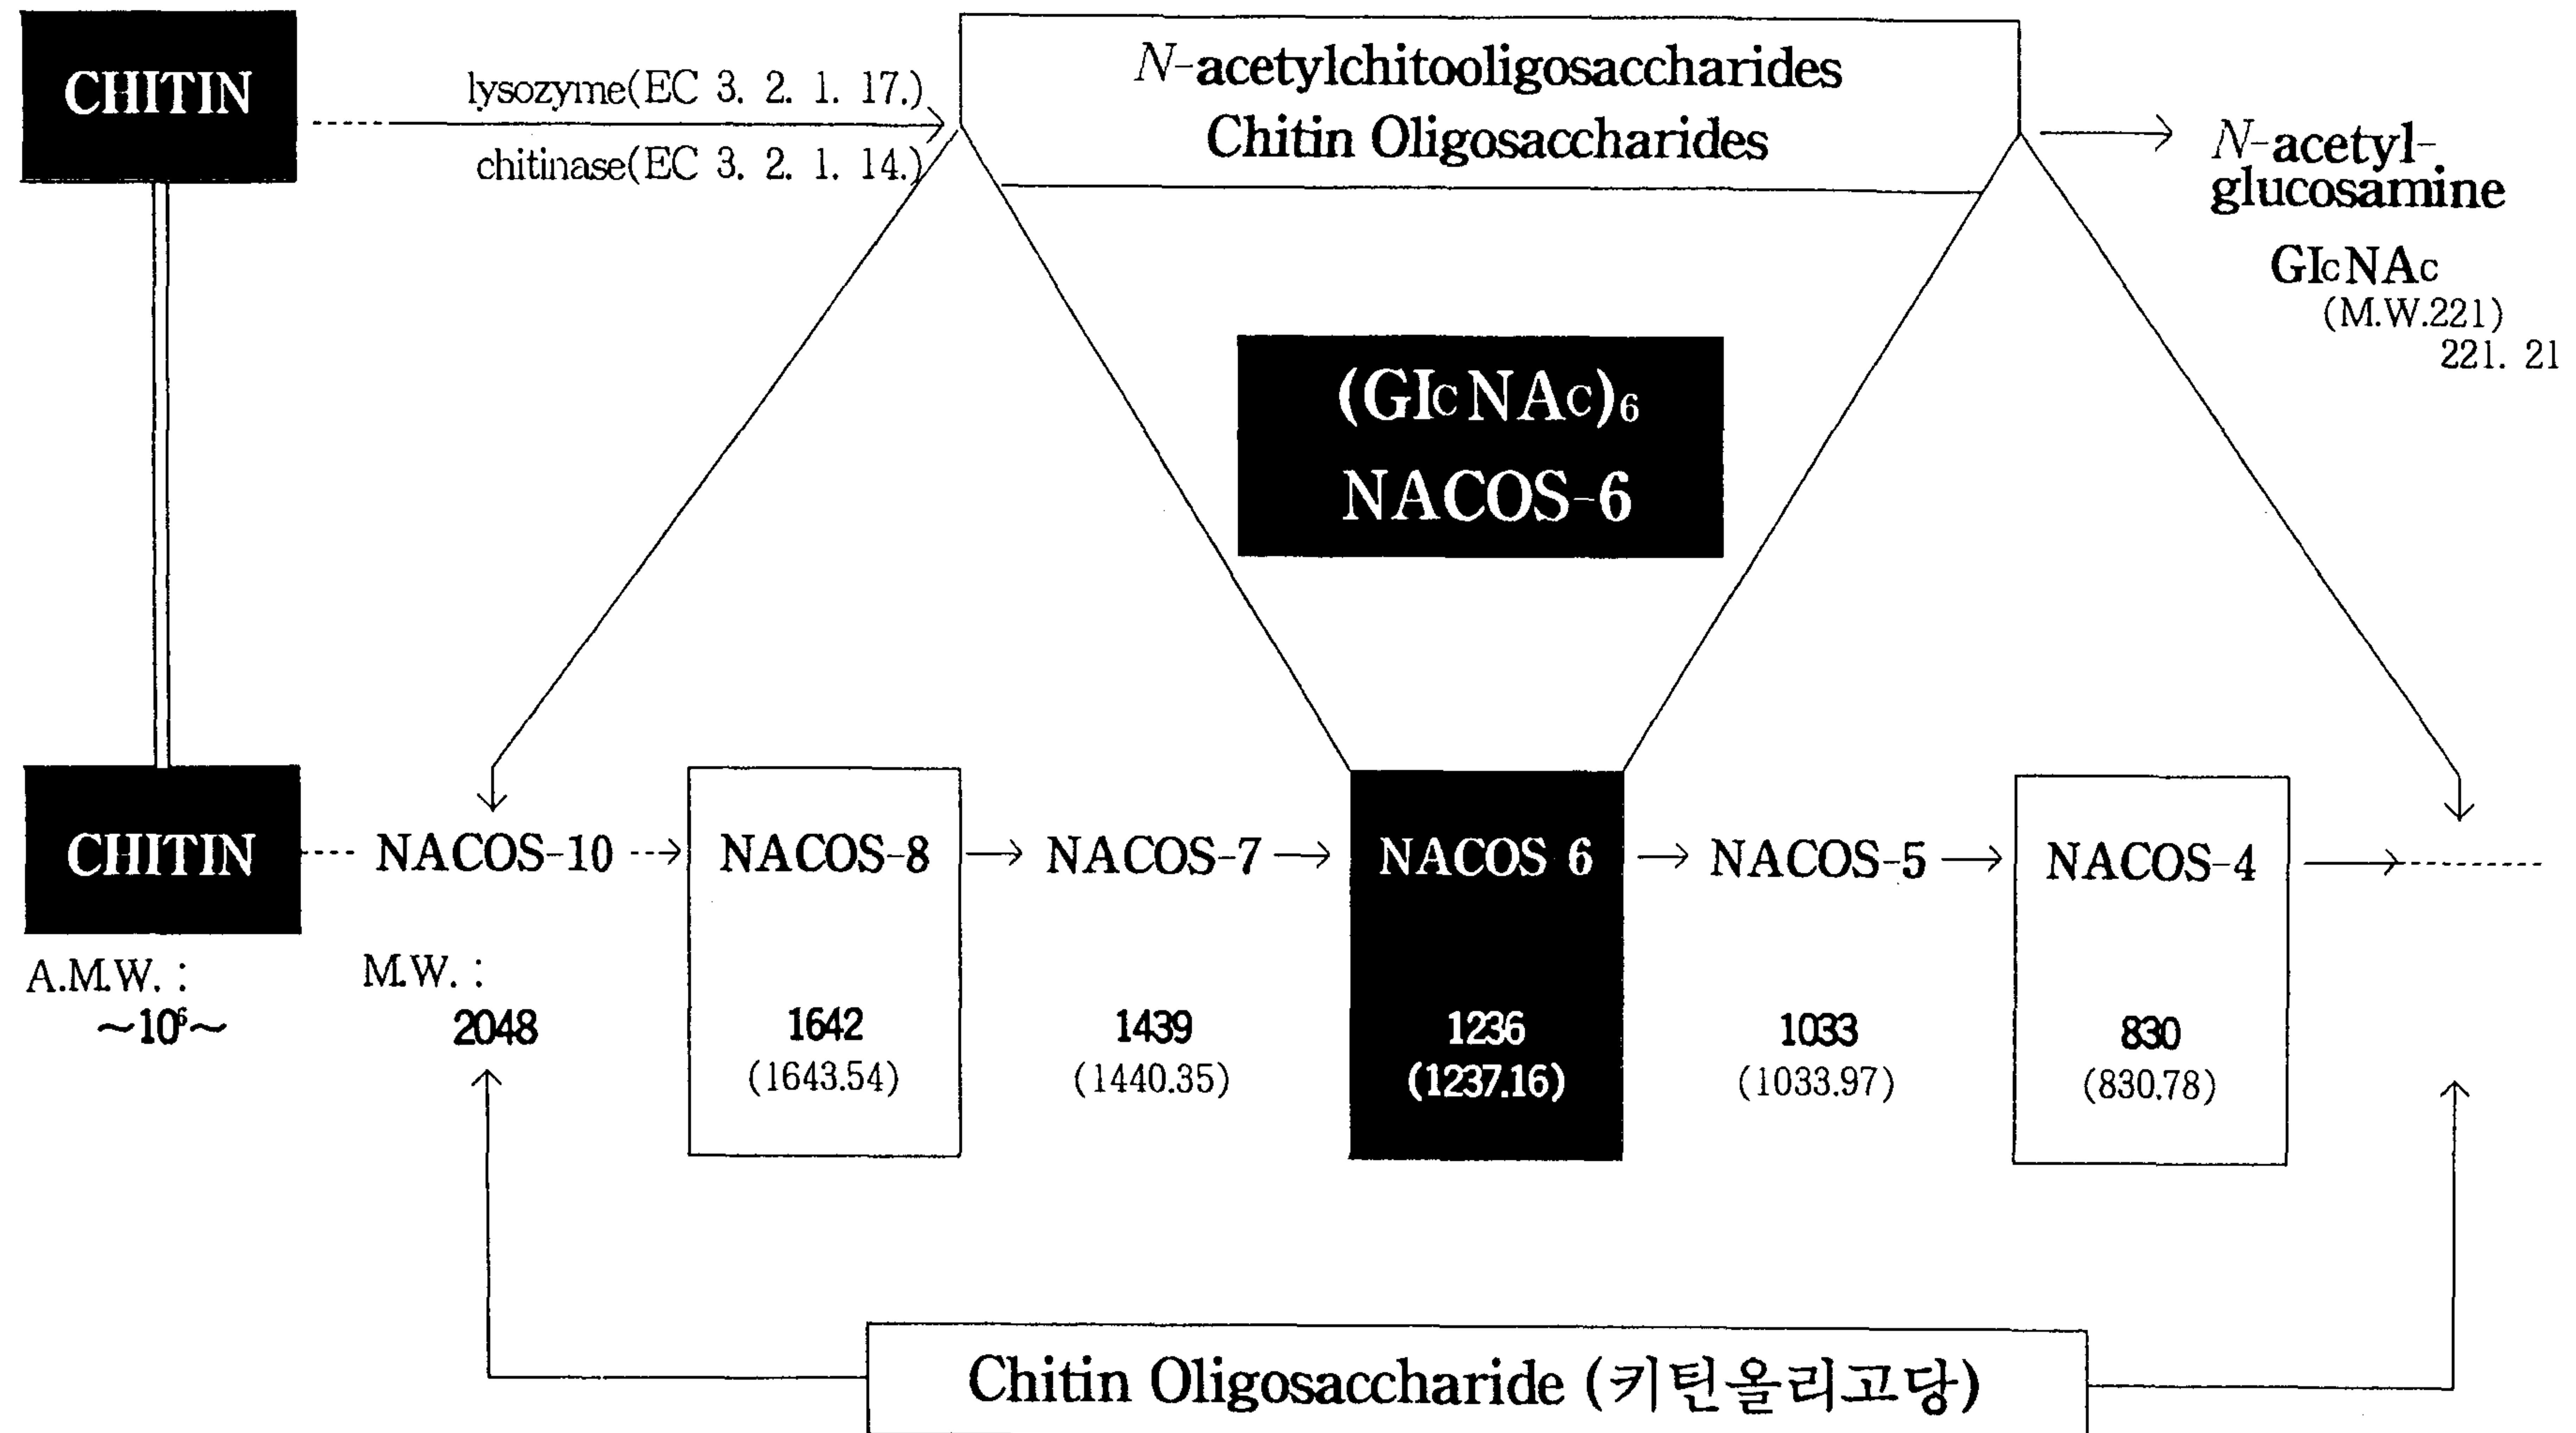 CHITIN
lysozyme(EC 3. 2. 1. 17.)
chitinase(EC 3. 2. 1. 14.)
N-acetylchitooligosaccharides
Chitin Oligosaccharides
N-acetyl-
glucosamine
GlcNAc
(M.W.221)
221. 21
(GlcNAc)6
NACOS-6
CHITIN
NACOS-10
NACOS-8
NACOS-7
NACOS 6
NACOS-5
NACOS-4
A.M.W. :
~10⁶~
M.W. :
2048
1642
(1643.54)
1439
(1440.35)
1236
(1237.16)
1033
(1033.97)
830
(830.78)
Chitin Oligosaccharide (키틴올리고당)